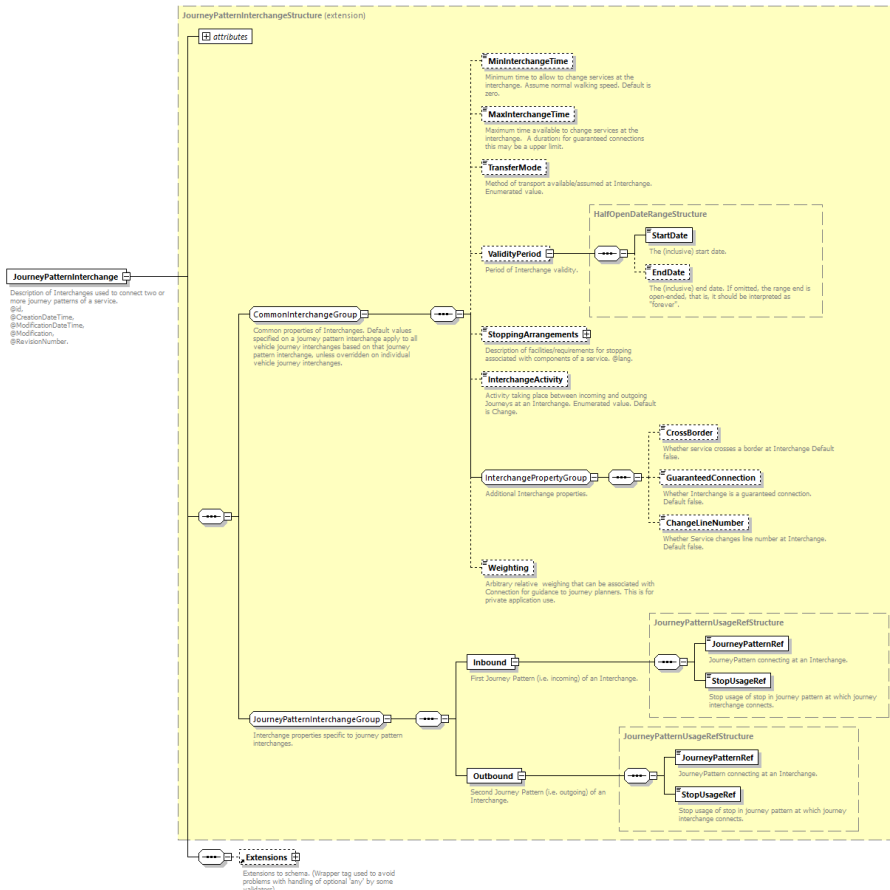 JourneyPatternInterchangeStructure (extension)
attributes
MinInterchangeTime
Minimum time to allow to change services at the
interchange. Assume normal walking speed. Default is
zero.
MaxInterchangeTime
Maximum time available to change services at the
interchange.  A duration: for guaranteed connections
this may be a upper limit.
TransferMode
Method of transport available/assumed at Interchange.
Enumerated value.
HalfOpenDateRangeStructure
StartDate
The (inclusive) start date.
ValidityPeriod
Period of Interchange validity.
EndDate
The (inclusive) end date. If omitted, the range end is
open-ended, that is, it should be interpreted as
"forever".
JourneyPatternInterchange
Description of Interchanges used to connect two or
more journey patterns of a service.
@id,
@CreationDateTime,
@ModificationDateTime,
@Modification,
@RevisionNumber.
CommonInterchangeGroup
Common properties of Interchanges. Default values
specified on a journey pattern interchange apply to all
vehicle journey interchanges based on that journey
pattern interchange, unless overridden on individual
vehicle journey interchanges.
StoppingArrangements
Description of facilities/requirements for stopping
associated with components of a service. @lang.
InterchangeActivity
Activity taking place between incoming and outgoing
Journeys at an Interchange. Enumerated value. Default
is Change.
CrossBorder
Whether service crosses a border at Interchange Default
false.
InterchangePropertyGroup
Additional Interchange properties.
GuaranteedConnection
Whether Interchange is a guaranteed connection.
Default false.
ChangeLineNumber
Whether Service changes line number at Interchange.
Default false.
Weighting
Arbitrary relative  weighing that can be associated with
Connection for guidance to journey planners. This is for
private application use.
JourneyPatternUsageRefStructure
JourneyPatternRef
JourneyPattern connecting at an Interchange.
Inbound
First Journey Pattern (i.e. incoming) of an Interchange.
StopUsageRef
Stop usage of stop in journey pattern at which journey
interchange connects.
JourneyPatternInterchangeGroup
Interchange properties specific to journey pattern
interchanges.
JourneyPatternUsageRefStructure
JourneyPatternRef
JourneyPattern connecting at an Interchange.
Outbound
Second Journey Pattern (i.e. outgoing) of an
Interchange.
StopUsageRef
Stop usage of stop in journey pattern at which journey
interchange connects.
Extensions
Extensions to schema. (Wrapper tag used to avoid
problems with handling of optional 'any' by some
validators)